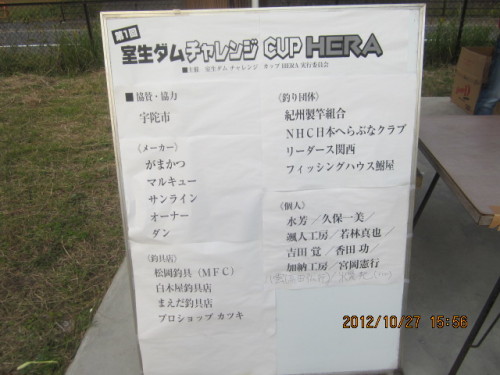 第1回
室生ダムチャレンジ CUP HERA
■主催 室生ダムチャレンジ カップ HERA 実行委員会
■ 協賛・協力
宇陀市
〈メーカー〉
がまかつ
マルキュー
サンライン
オーナー
ダン
〈釣具店〉
松岡釣具（MFC）
白木屋釣具店
まえだ釣具店
プロショップ カツキ
〈釣り団体〉
紀州製竿組合
NHC日本へらぶなクラブ
リーダース関西
フィッシングハウス鮒屋
〈個人〉
水芳／久保一美／
颯人工房／若林真也／
吉田 覚／香田 功／
加納工房／宮岡憲行
2012/10/27 15:56